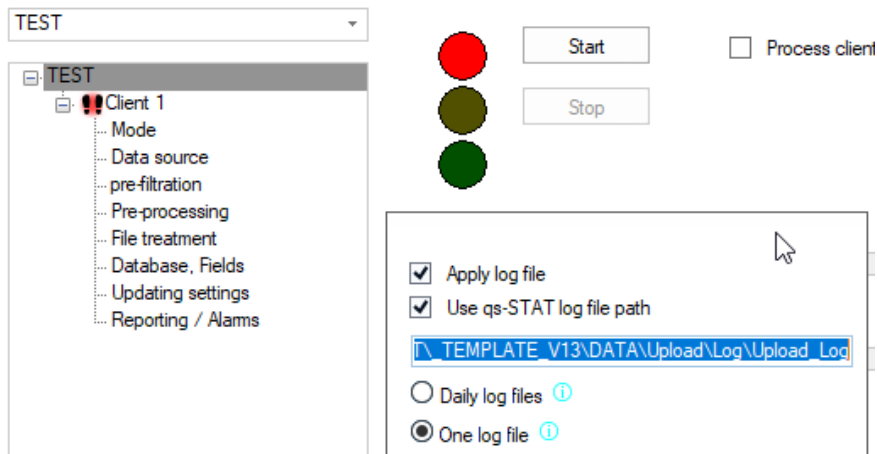 TEST
TEST
Client 1
Mode
Data source
pre-filtration
Pre-processing
File treatment
Database, Fields
Updating settings
Reporting / Alarms
Start
Process client
Stop
Apply log file
Use qs-STAT log file path
\_TEMPLATE_V13\DATA\Upload\Log\Upload_Log
Daily log files
One log file